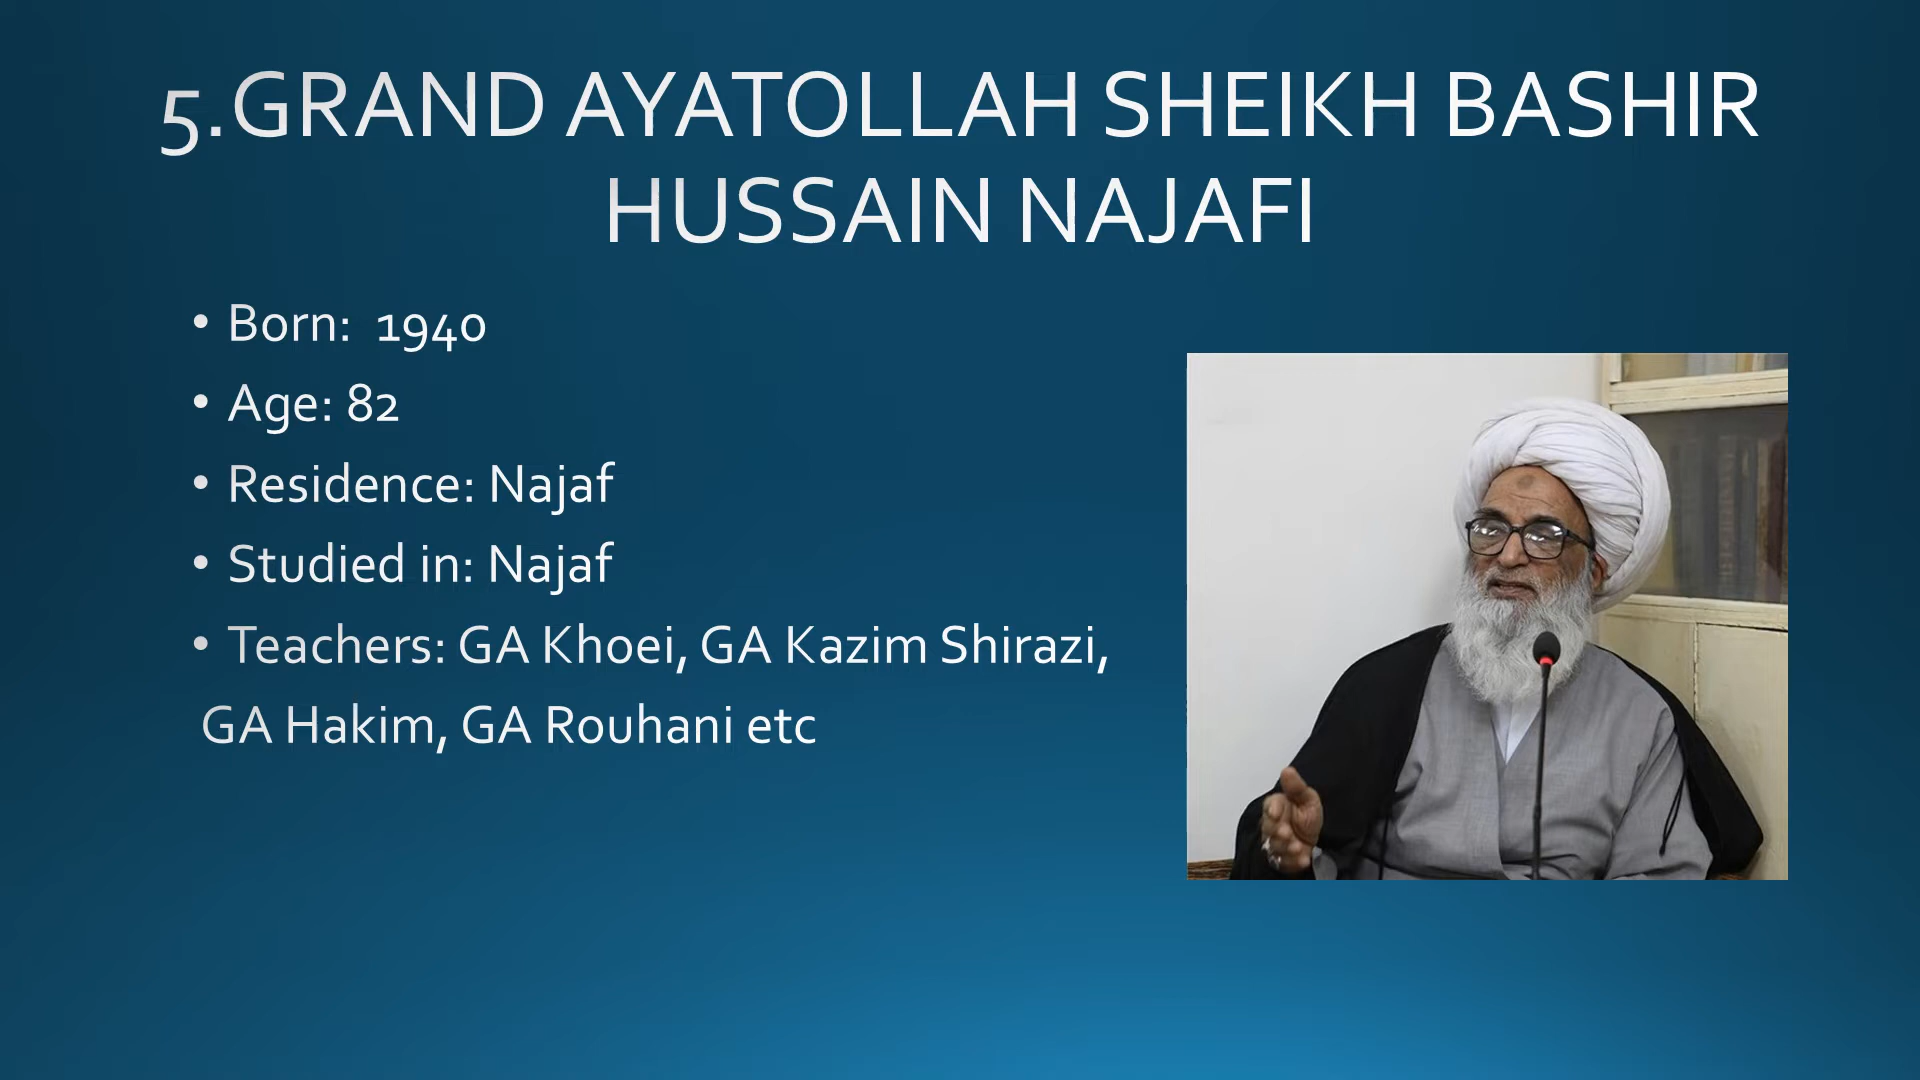 5.GRAND AYATOLLAH SHEIKH BASHIR
HUSSAIN NAJAFI
• Born:  1940
• Age: 82
• Residence: Najaf
• Studied in: Najaf
• Teachers: GA Khoei, GA Kazim Shirazi,
GA Hakim, GA Rouhani etc